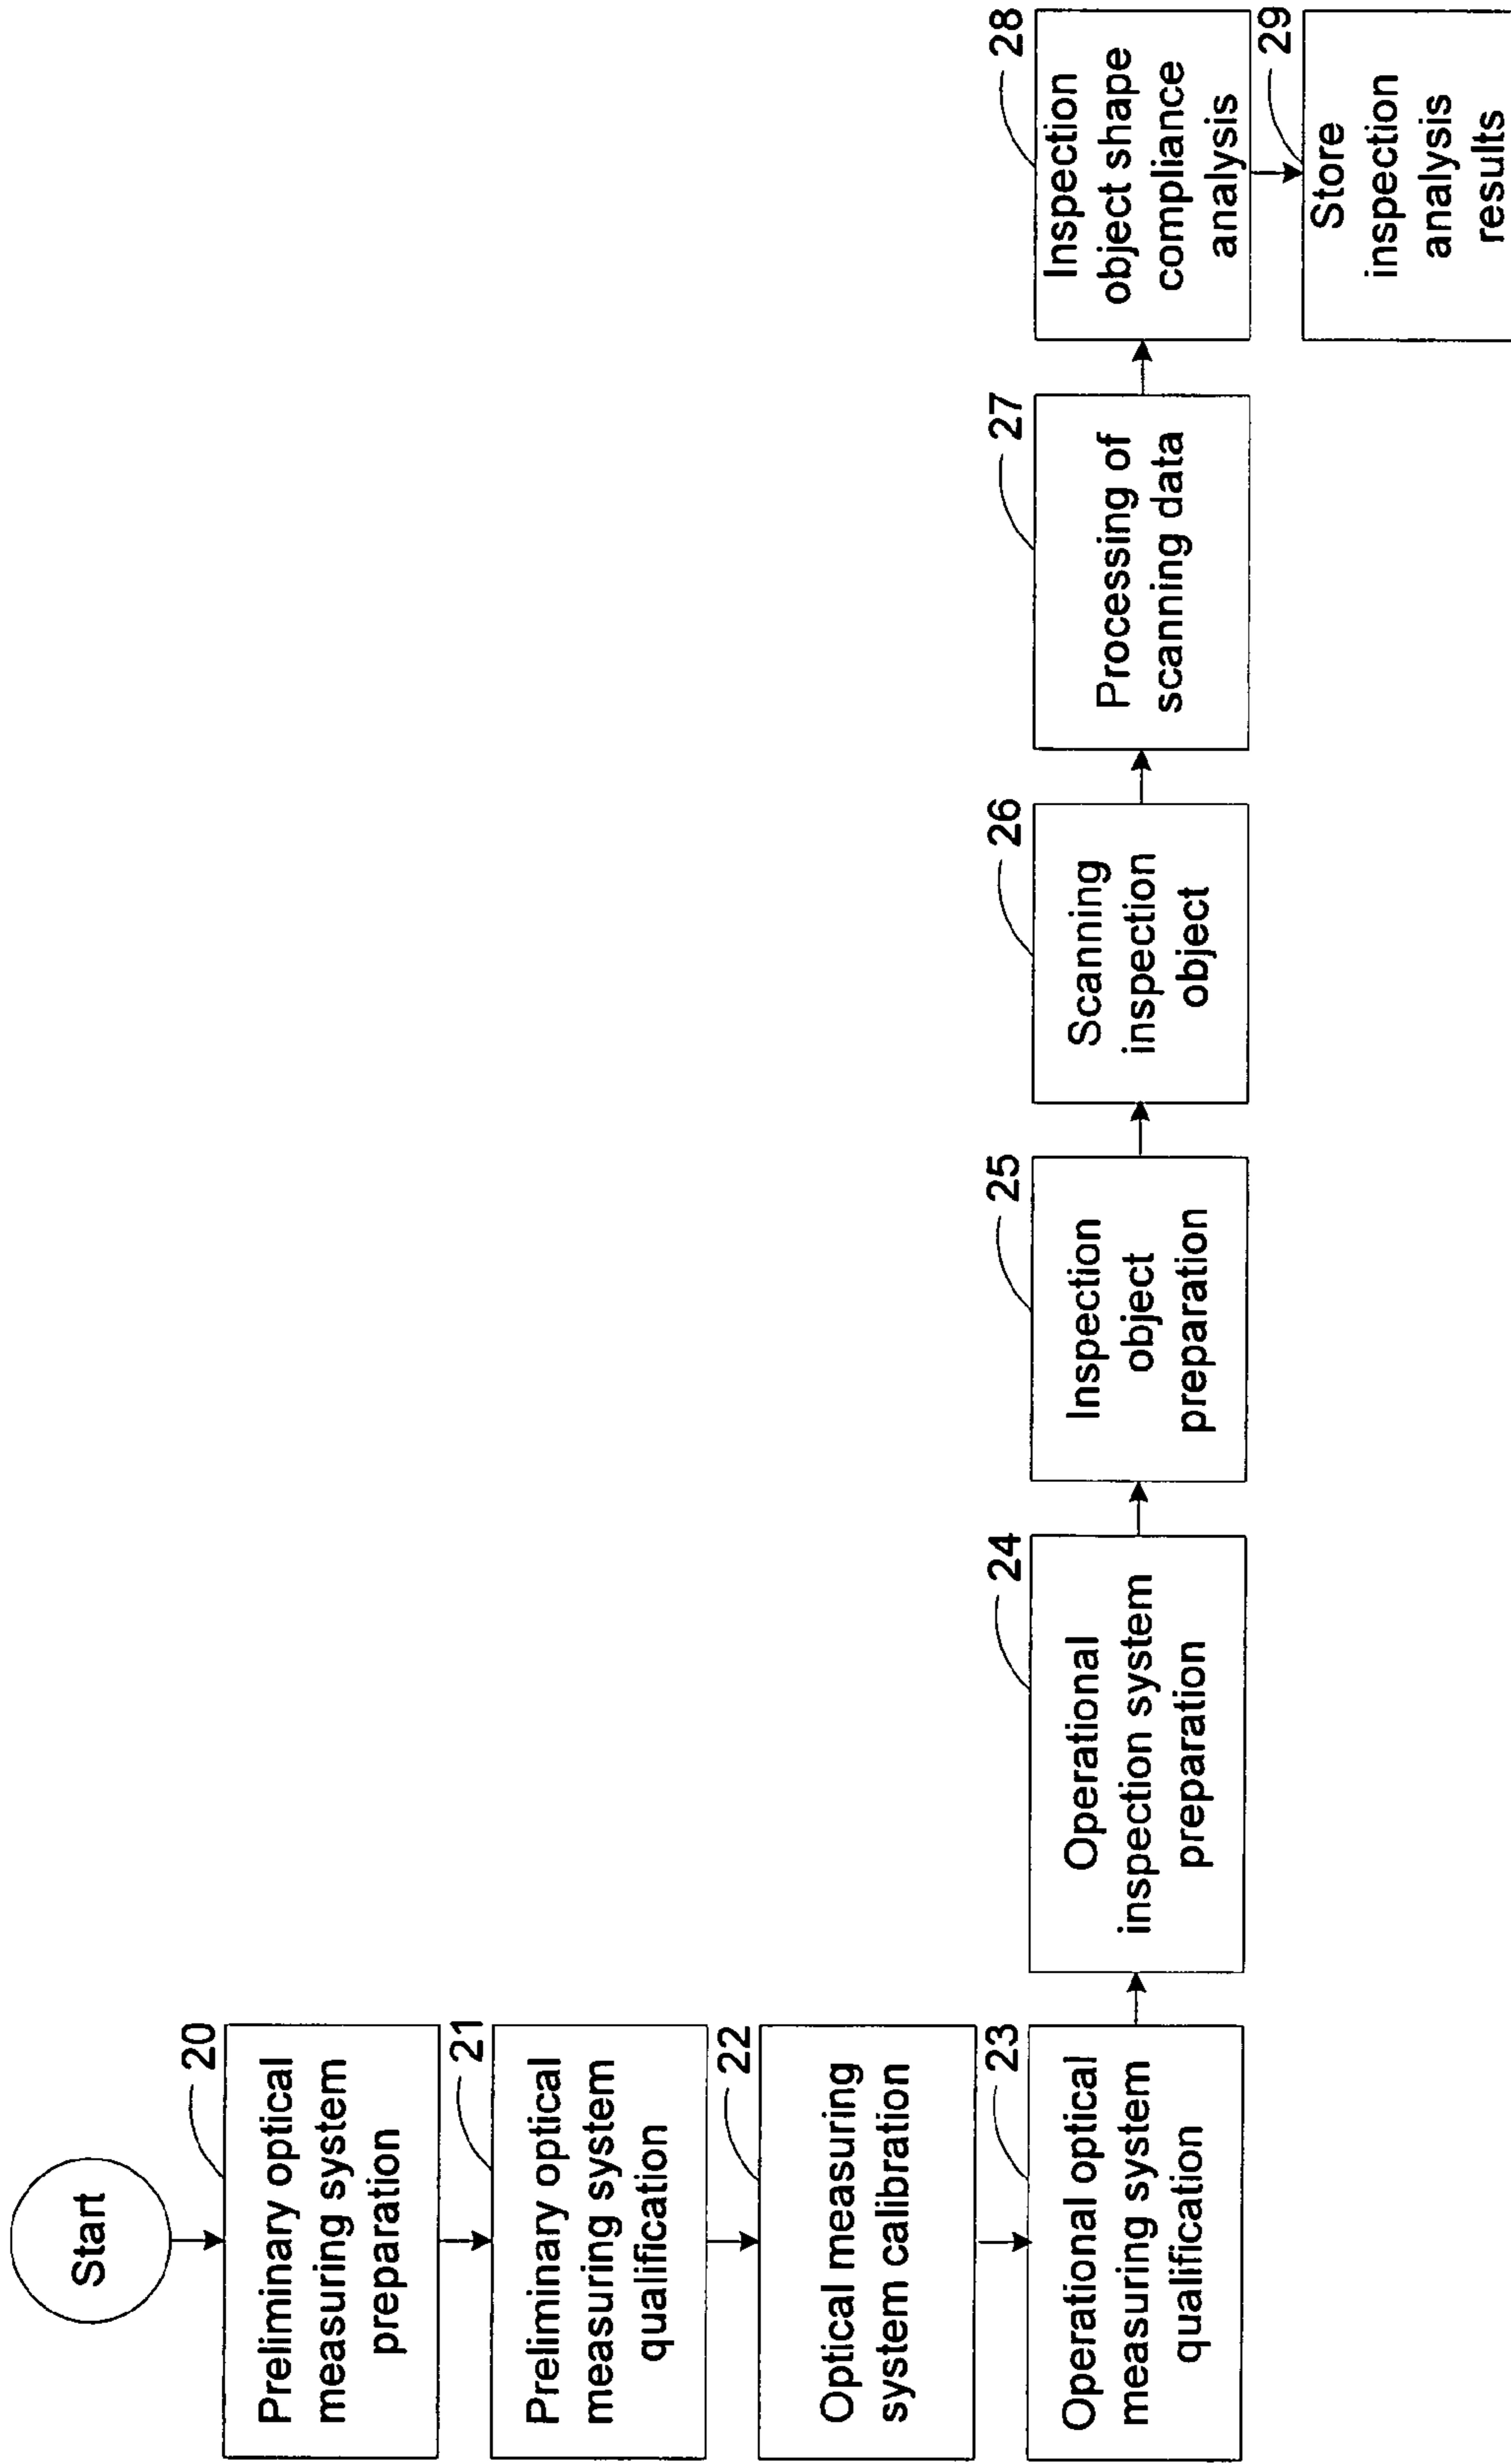 Start
20
Preliminary optical
measuring system
preparation
21
Preliminary optical
measuring system
qualification
22
Optical measuring
system calibration
23
Operational optical
measuring system
qualification
24
Operational
inspection system
preparation
25
Inspection
object
preparation
26
Scanning
inspection
object
27
Processing of
scanning data
28
Inspection
object shape
compliance
analysis
29
Store
inspection
analysis
results